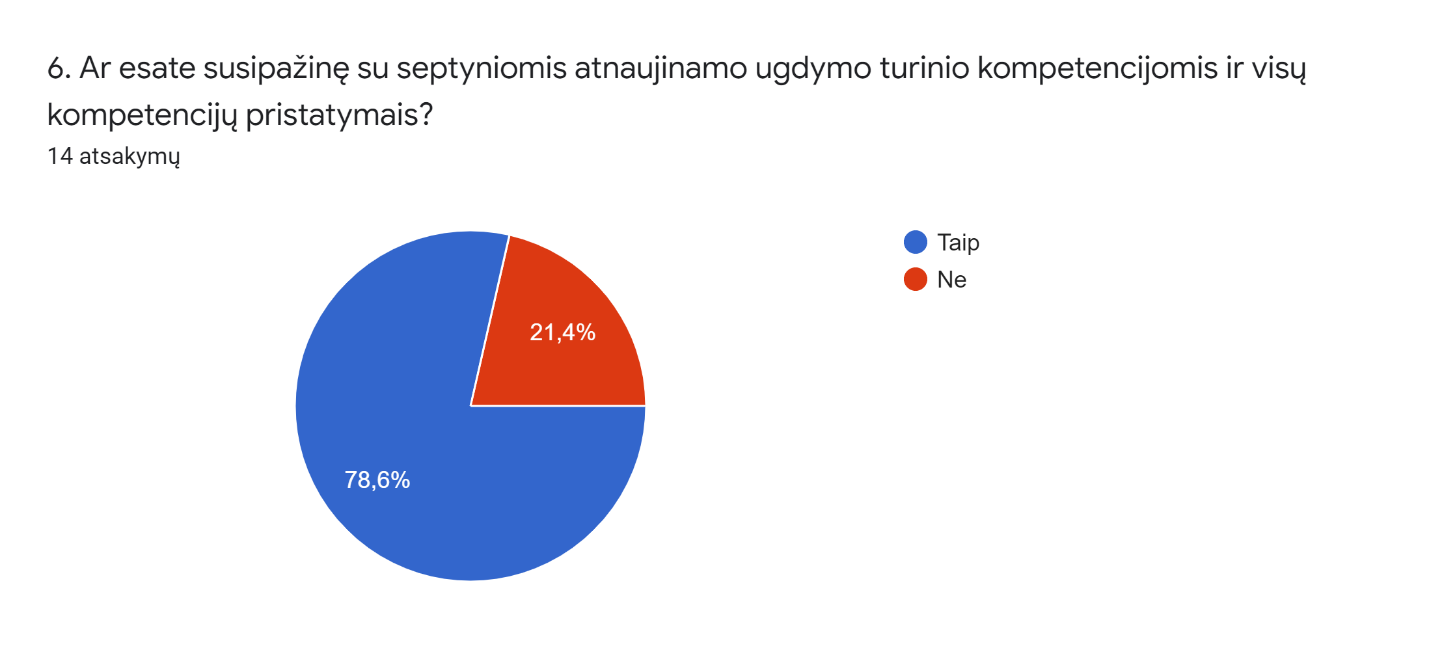 6. Ar esate susipažinę su septyniomis atnaujinamo ugdymo turinio kompetencijomis ir visų
kompetencijų pristatymais?
14 atsakymų
Taip
Ne
21,4%
78,6%